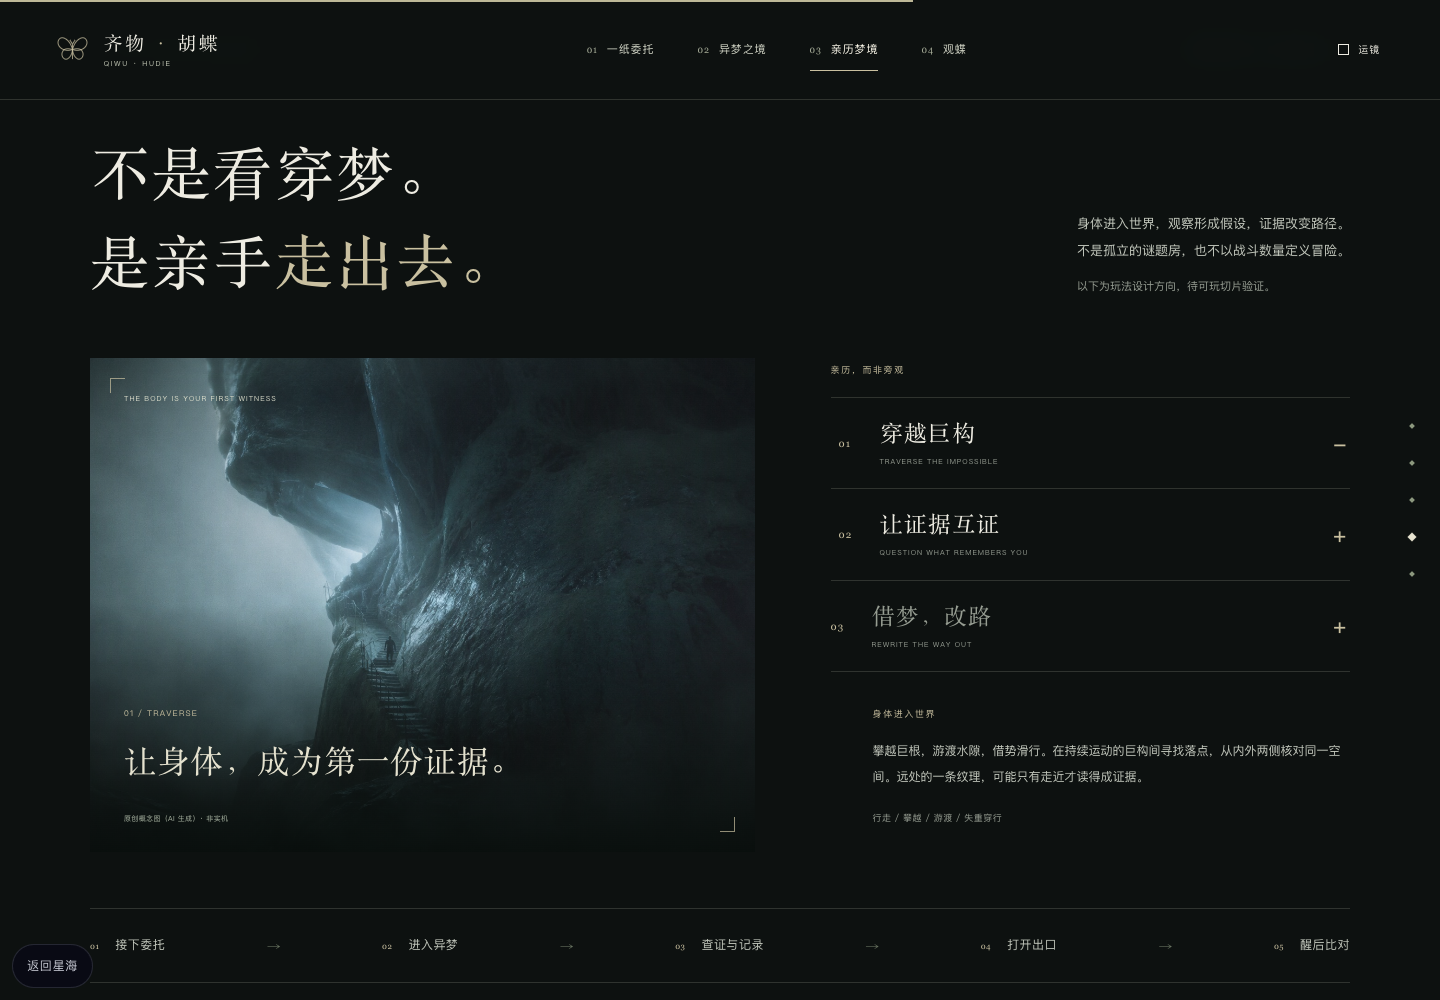 齐物 · 胡蝶
QIWU · HUDIE
01 一纸委托
02 异梦之境
03 亲历梦境
04 观蝶
运镜
不是看穿梦。
是亲手走出去。
身体进入世界，观察形成假设，证据改变路径。
不是孤立的谜题房，也不以战斗数量定义冒险。
以下为玩法设计方向，待可玩切片验证。
THE BODY IS YOUR FIRST WITNESS
01 / TRAVERSE
让身体，成为第一份证据。
原创概念图（AI 生成）· 非实机
亲历，而非旁观
01 穿越巨构
TRAVERSE THE IMPOSSIBLE
02 让证据互证
QUESTION WHAT REMEMBERS YOU
03 借梦，改路
REWRITE THE WAY OUT
身体进入世界
攀越巨根，游渡水隙，借势滑行。在持续运动的巨构间寻找落点，从内外两侧核对同一空
间。远处的一条纹理，可能只有走近才读得成证据。
行走 / 攀越 / 游渡 / 失重穿行
01 接下委托 →
02 进入异梦 →
03 查证与记录 →
04 打开出口 →
05 醒后比对
返回星海